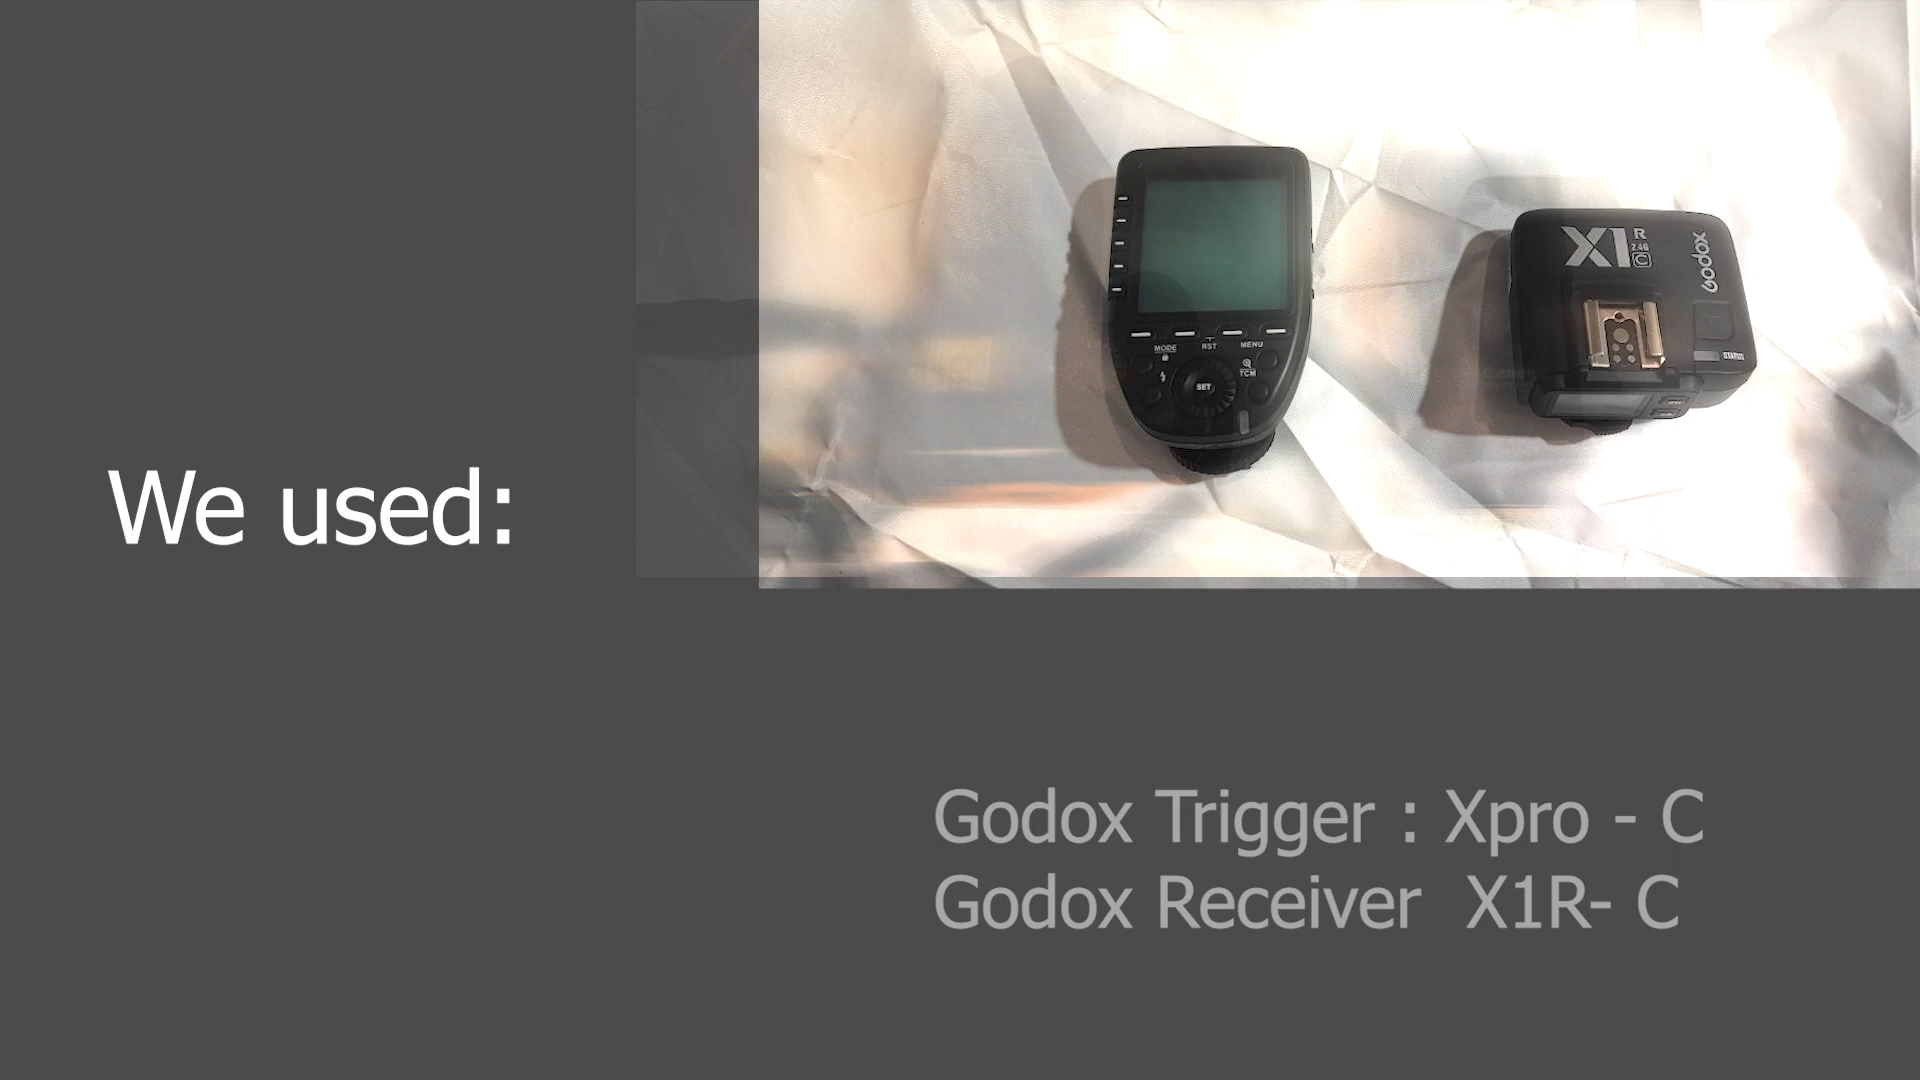 We used:
X1 R
2.4G
C
Godox
STATUS
MODE
RST
MENU
SET
TCM
Godox Trigger : Xpro - C
Godox Receiver X1R- C